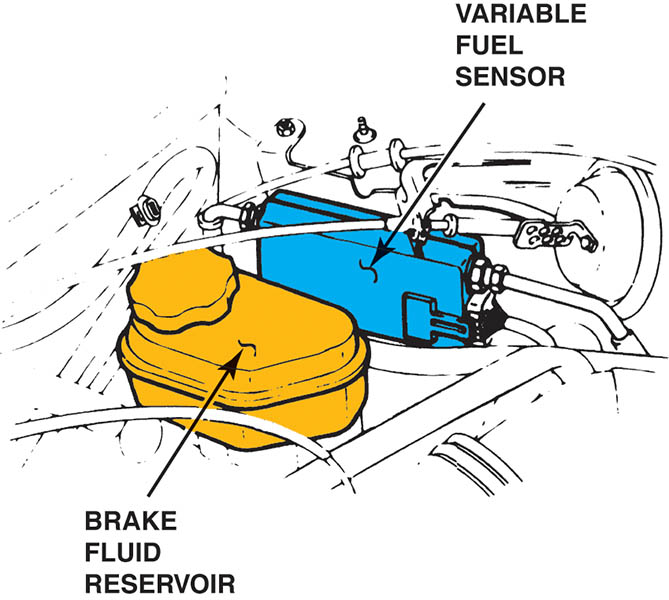 VARIABLE
FUEL
SENSOR
BRAKE
FLUID
RESERVOIR